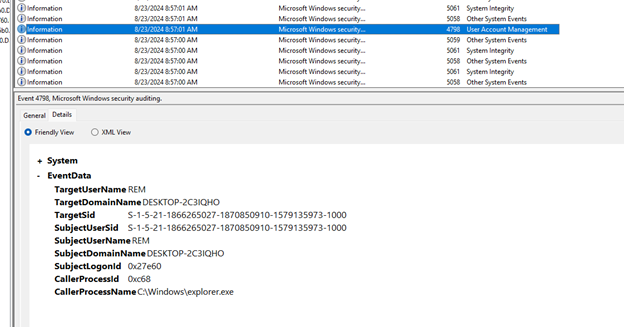 Information 8/23/2024 8:57:01 AM Microsoft Windows security... 5061 System Integrity
Information 8/23/2024 8:57:01 AM Microsoft Windows security... 5058 Other System Events
Information 8/23/2024 8:57:01 AM Microsoft Windows security... 4798 User Account Management
Information 8/23/2024 8:57:00 AM Microsoft Windows security... 5059 Other System Events
Information 8/23/2024 8:57:00 AM Microsoft Windows security... 5061 System Integrity
Information 8/23/2024 8:57:00 AM Microsoft Windows security... 5058 Other System Events
Information 8/23/2024 8:57:00 AM Microsoft Windows security... 5061 System Integrity
Information 8/23/2024 8:57:00 AM Microsoft Windows security... 5058 Other System Events
Event 4798, Microsoft Windows security auditing.
General Details
Friendly View XML View
+ System
- EventData
TargetUserName REM
TargetDomainName DESKTOP-2C3IQHO
TargetSid S-1-5-21-1866265027-1870850910-1579135973-1000
SubjectUserSid S-1-5-21-1866265027-1870850910-1579135973-1000
SubjectUserName REM
SubjectDomainName DESKTOP-2C3IQHO
SubjectLogonId 0x27e60
CallerProcessId 0xc68
CallerProcessName C:\Windows\explorer.exe